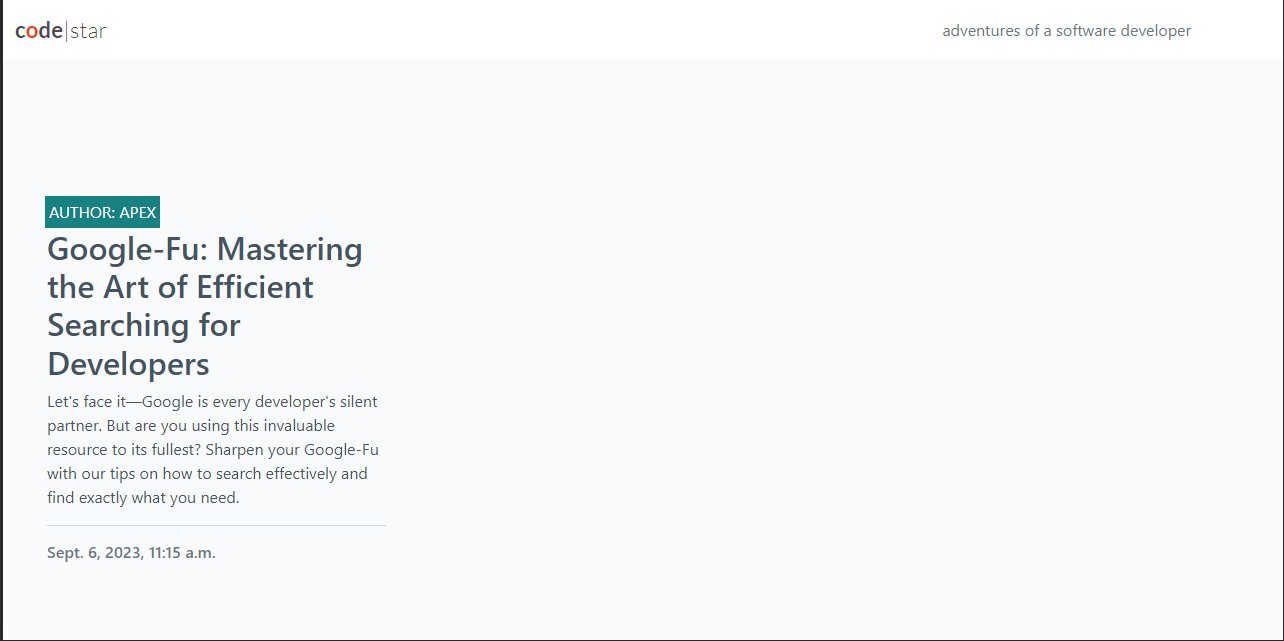 code|star
adventures of a software developer
AUTHOR: APEX
Google-Fu: Mastering
the Art of Efficient
Searching for
Developers
Let's face it—Google is every developer's silent
partner. But are you using this invaluable
resource to its fullest? Sharpen your Google-Fu
with our tips on how to search effectively and
find exactly what you need.
Sept. 6, 2023, 11:15 a.m.